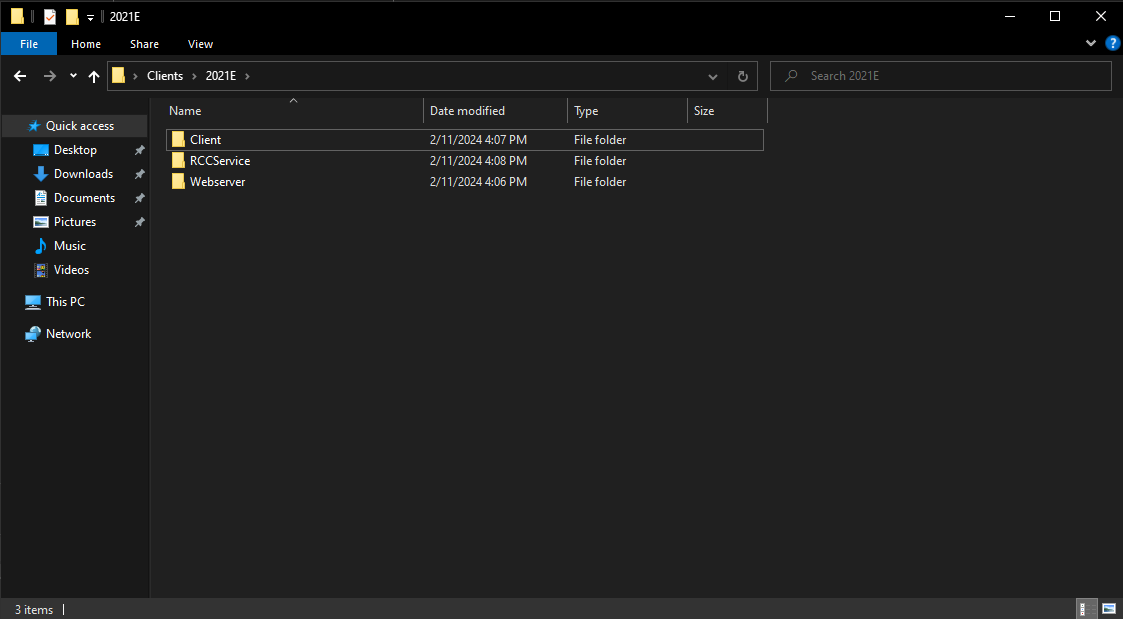 2021E
File Home Share View
Clients 2021E Search 2021E
Name Date modified Type Size
Quick access
Desktop
Downloads
Documents
Pictures
Music
Videos
This PC
Network
Client 2/11/2024 4:07 PM File folder
RCCService 2/11/2024 4:08 PM File folder
Webserver 2/11/2024 4:06 PM File folder
3 items